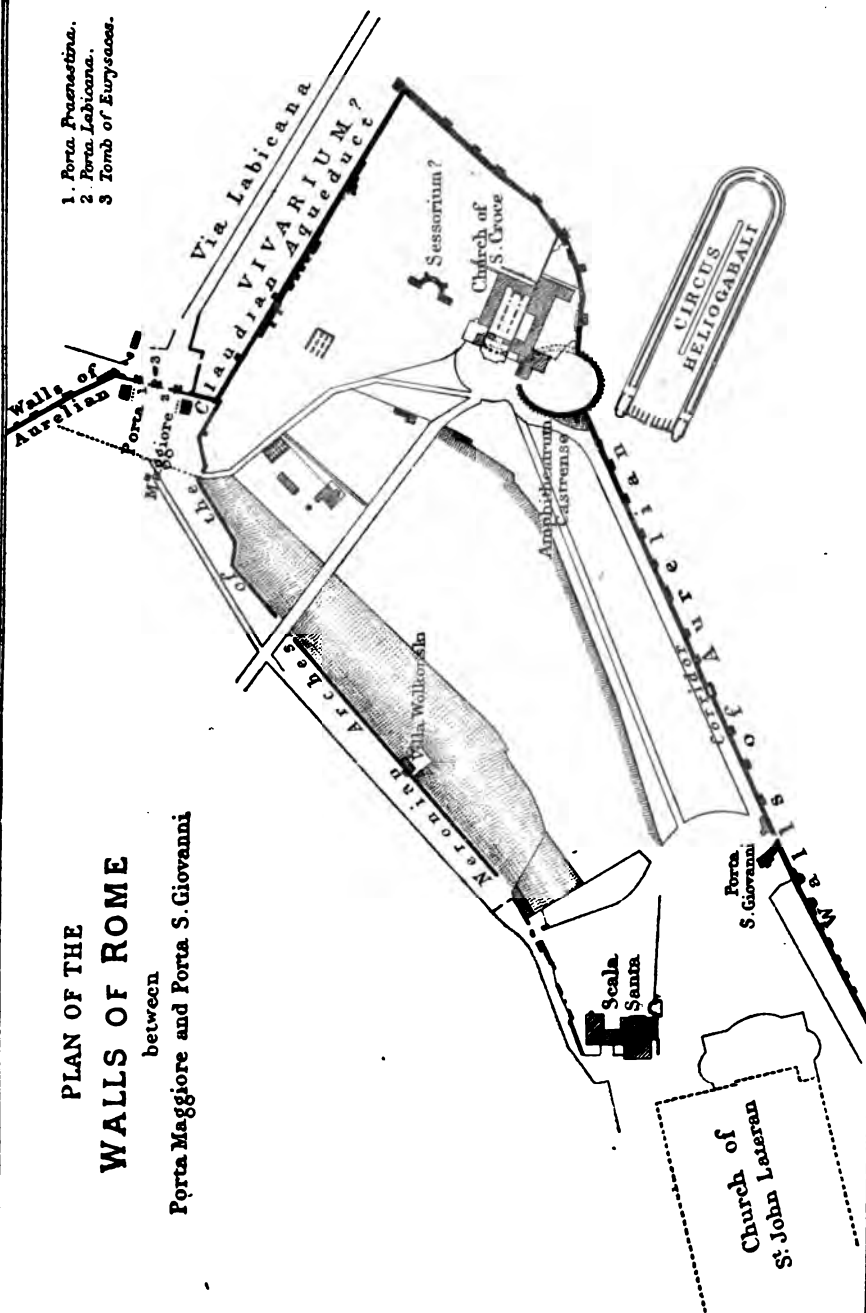 PLAN OF THE
WALLS OF ROME
between
Porta Maggiore and Porta S. Giovanni
1. Porta Praenestina.
2. Porta Labicana.
3 Tomb of Eurysaces.
Walls of
Aurelian
Via Labicana
VIVARIUM?
Claudian Aqueduct
Porta
Maggiore
1
2
3
Sessorium?
Church of
S. Croce
CIRCUS
HELIOGABALI
Amphitheatrum
Castrense
Neronian Arches of the
Villa Wolkonski
Corridor
Walls of Aurelian
Porta
S. Giovanni
Scala
Santa
Church of
St. John Lateran